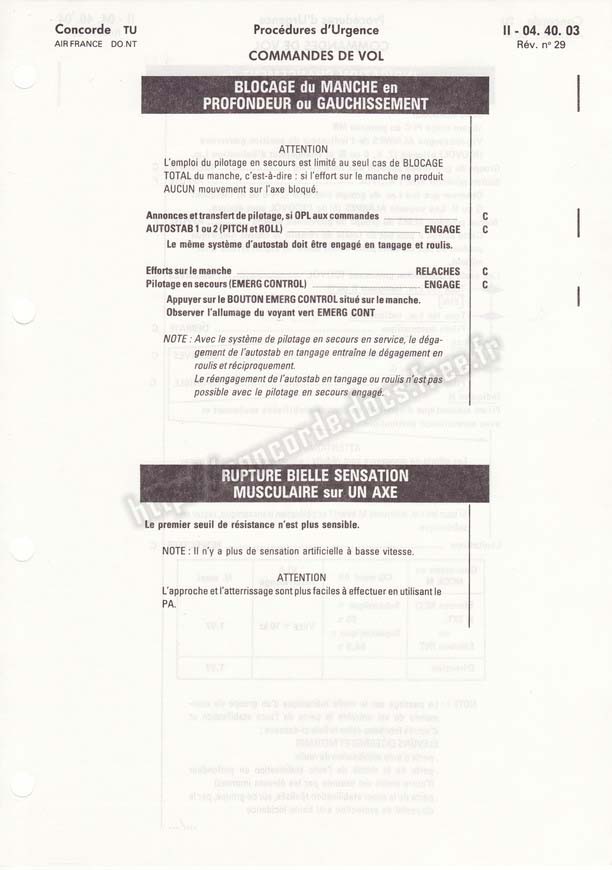 Concorde TU
AIR FRANCE DO.NT
Procédures d'Urgence
COMMANDES DE VOL
II - 04. 40. 03
Rév. n° 29
BLOCAGE du MANCHE en
PROFONDEUR ou GAUCHISSEMENT
ATTENTION
L'emploi du pilotage en secours est limité au seul cas de BLOCAGE
TOTAL du manche, c'est-à-dire : si l'effort sur le manche ne produit
AUCUN mouvement sur l'axe bloqué.
Annonces et transfert de pilotage, si OPL aux commandes C
AUTOSTAB 1 ou 2 (PITCH et ROLL) ENGAGE C
Le même système d'autostab doit être engagé en tangage et roulis.
Efforts sur le manche RELACHES C
Pilotage en secours (EMERG CONTROL) ENGAGE C
Appuyer sur le BOUTON EMERG CONTROL situé sur le manche.
Observer l'allumage du voyant vert EMERG CONT
NOTE : Avec le système de pilotage en secours en service, le déga-
gement de l'autostab en tangage entraîne le dégagement en
roulis et réciproquement.
Le réengagement de l'autostab en tangage ou roulis n'est pas
possible avec le pilotage en secours engagé.
http://concorde.docs.free.fr
RUPTURE BIELLE SENSATION
MUSCULAIRE sur UN AXE
Le premier seuil de résistance n'est plus sensible.
NOTE : Il n'y a plus de sensation artificielle à basse vitesse.
ATTENTION
L'approche et l'atterrissage sont plus faciles à effectuer en utilisant le
PA.